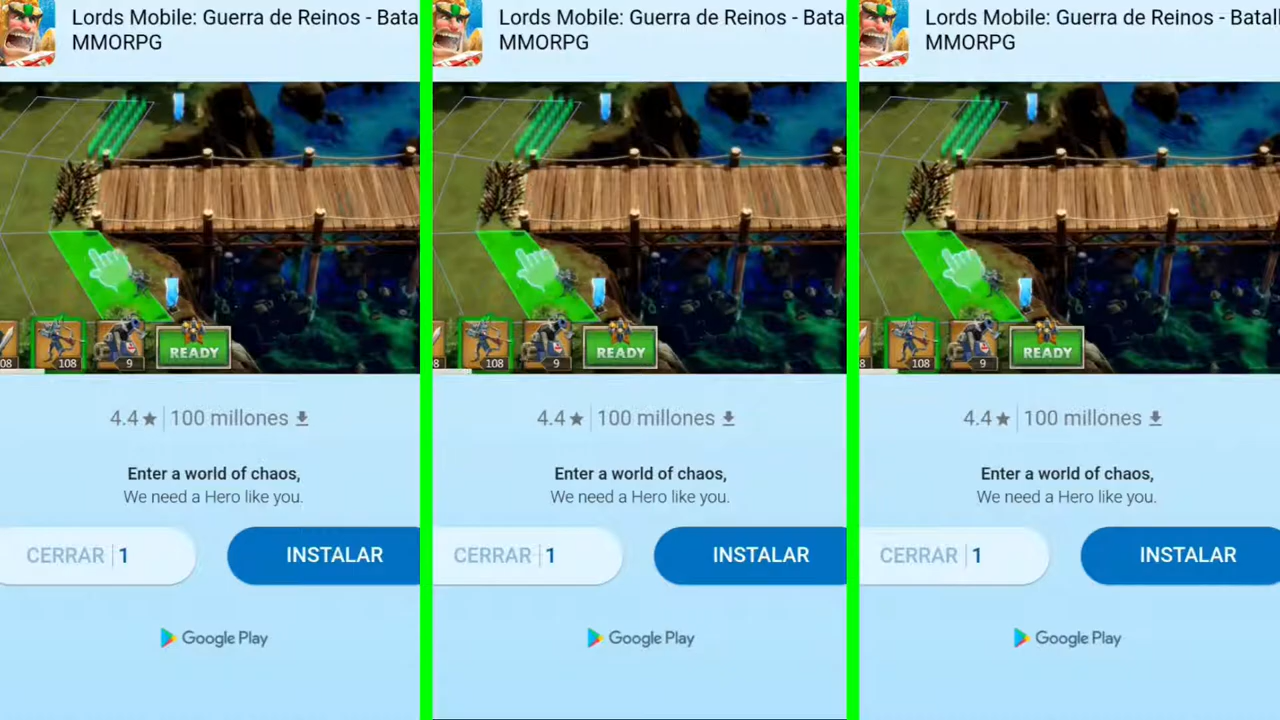 Lords Mobile: Guerra de Reinos - Bata
MMORPG
08
108
9
READY
4.4 ★ | 100 millones
Enter a world of chaos,
We need a Hero like you.
CERRAR | 1
INSTALAR
Google Play
Lords Mobile: Guerra de Reinos - Bata
MMORPG
108
9
READY
4.4 ★ | 100 millones
Enter a world of chaos,
We need a Hero like you.
CERRAR | 1
INSTALAR
Google Play
Lords Mobile: Guerra de Reinos - Batall
MMORPG
8
108
9
READY
4.4 ★ | 100 millones
Enter a world of chaos,
We need a Hero like you.
CERRAR | 1
INSTALAR
Google Play